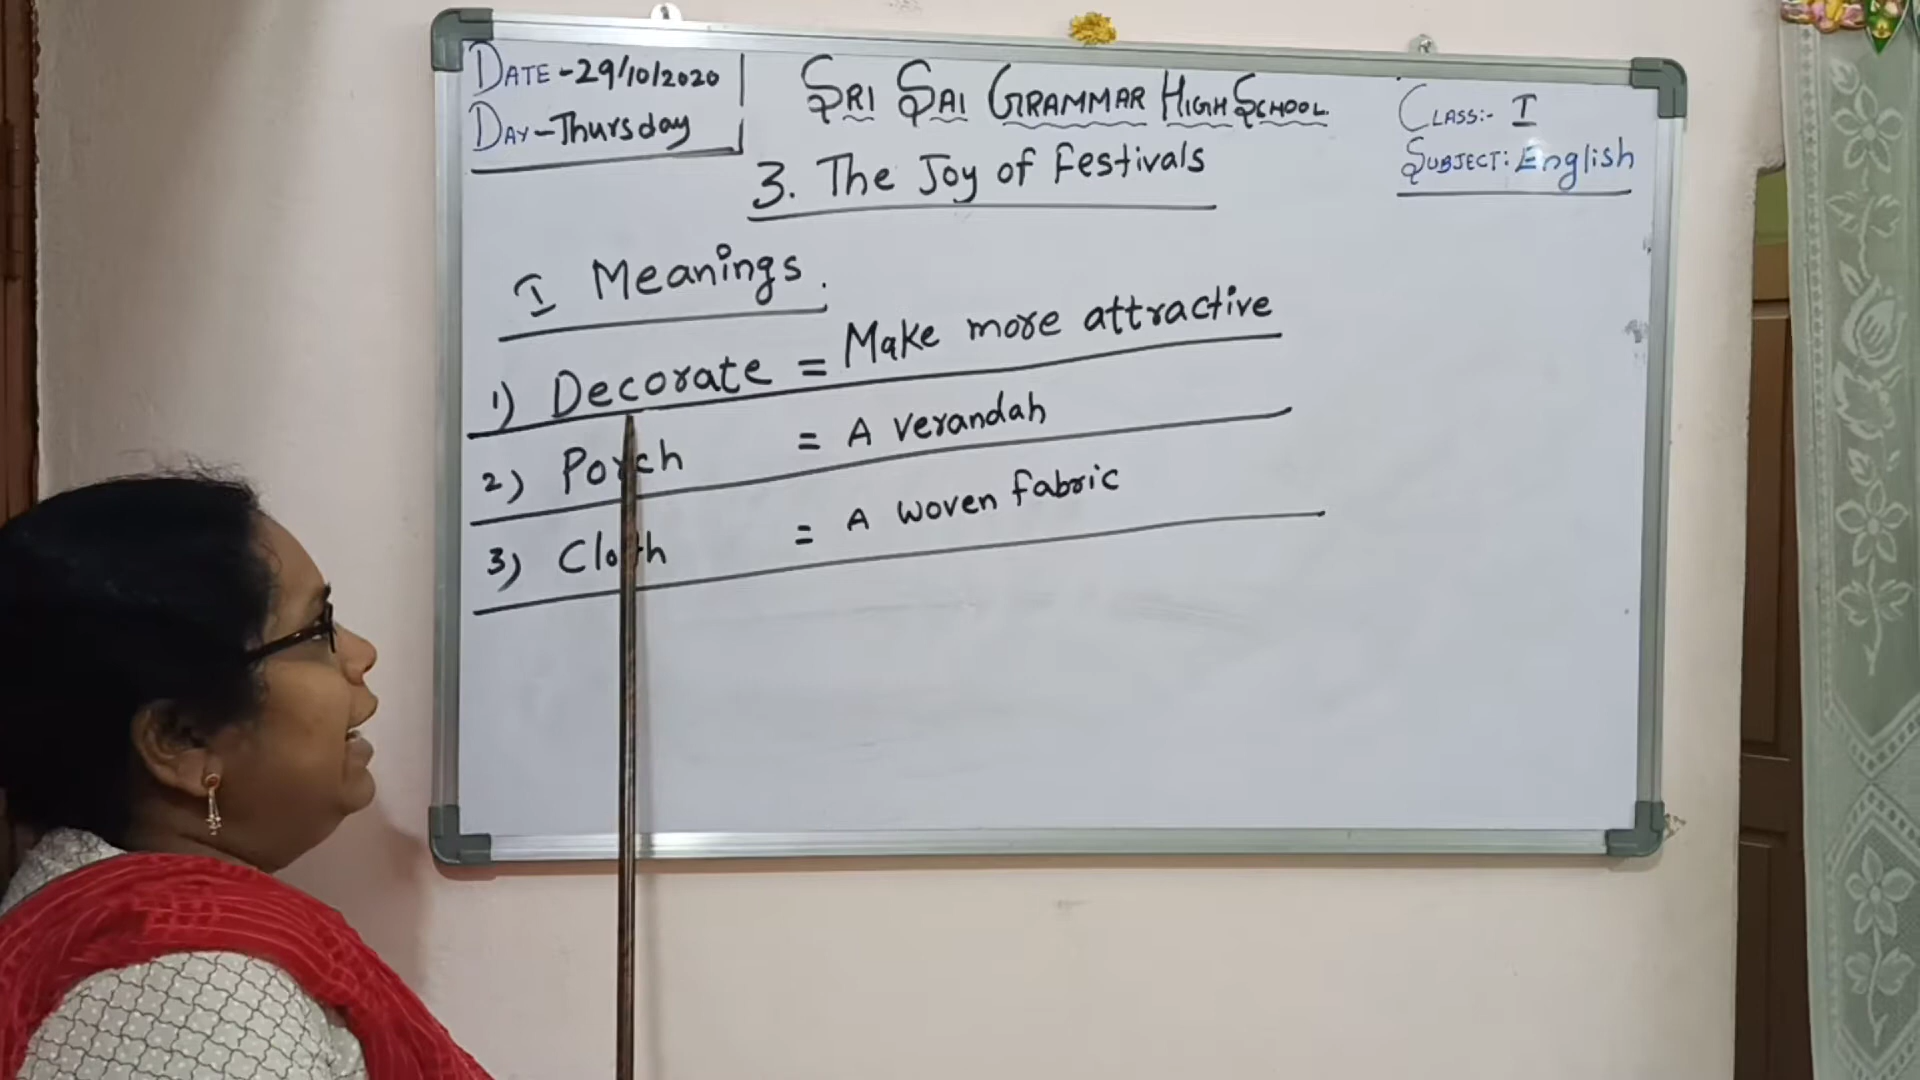 DATE - 29/10/2020
DAY - Thursday
SRI SAI GRAMMAR HIGH SCHOOL
3. The Joy of Festivals
CLASS:- I
SUBJECT: English
I Meanings.
1) Decorate = Make more attractive
2) Porch = A verandah
3) Cloth = A woven fabric